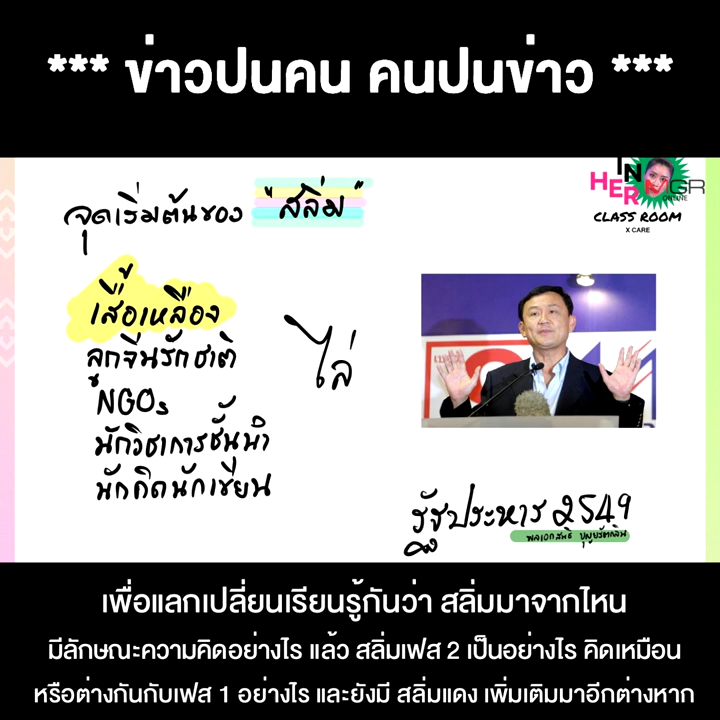 *** ข่าวปนคน คนปนข่าว ***
IN
HER
GR
ONLINE
CLASS ROOM
X CARE
จุดเริ่มต้นของ "สลิ่ม"
เสื้อเหลือง
ลูกจีนรักชาติ
NGOs
นักวิชาการชั้นนำ
นักคิดนักเขียน
ไล่
รัฐประหาร 2549
พลเอกสนธิ บุญยรัตกลิน
เพื่อแลกเปลี่ยนเรียนรู้กันว่า สลิ่มมาจากไหน
มีลักษณะความคิดอย่างไร แล้ว สลิ่มเฟส 2 เป็นอย่างไร คิดเหมือน
หรือต่างกันกับเฟส 1 อย่างไร และยังมี สลิ่มแดง เพิ่มเติมมาอีกต่างหาก